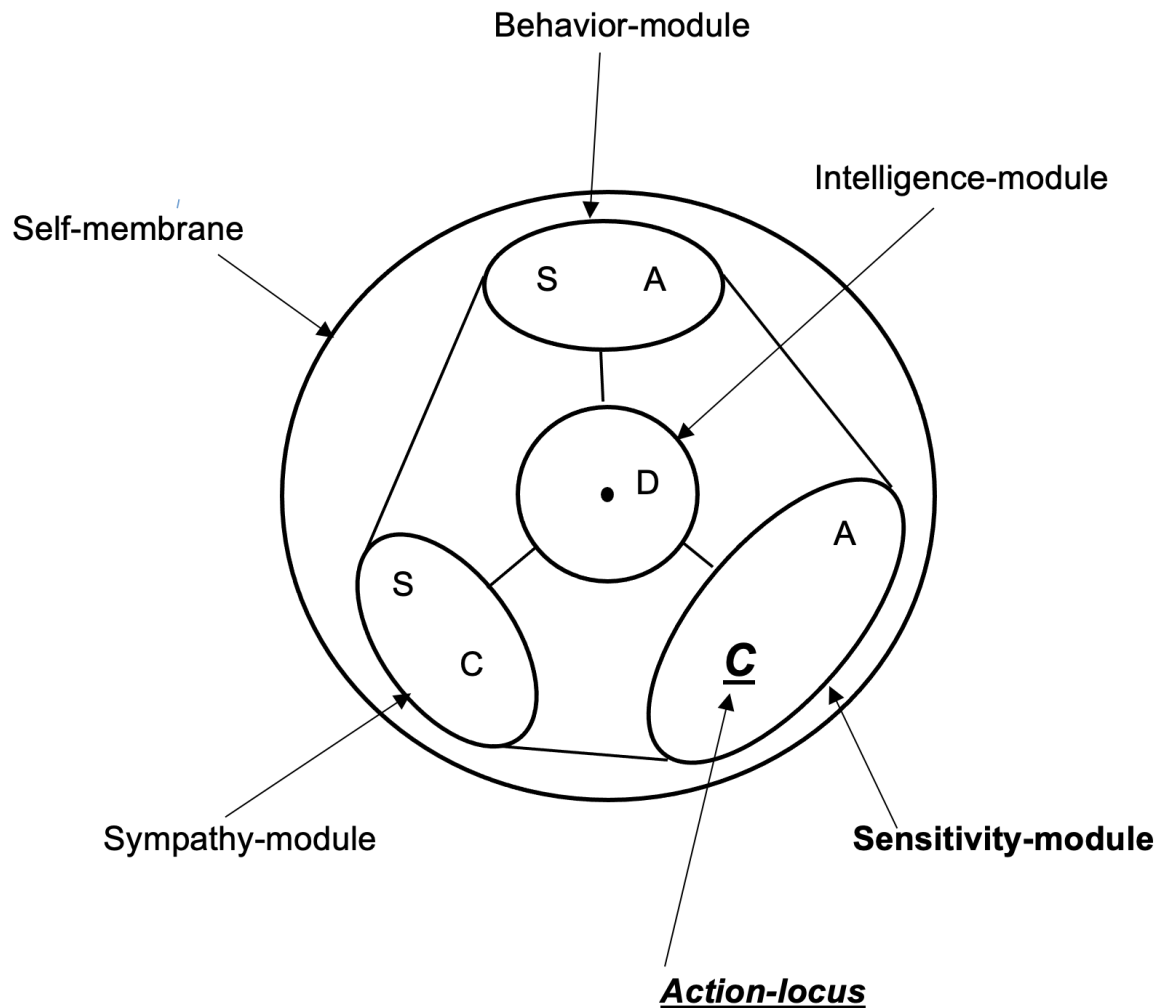 Behavior-module
Intelligence-module
Self-membrane
S A
D
A
S
C
C
Sympathy-module
Sensitivity-module
Action-locus